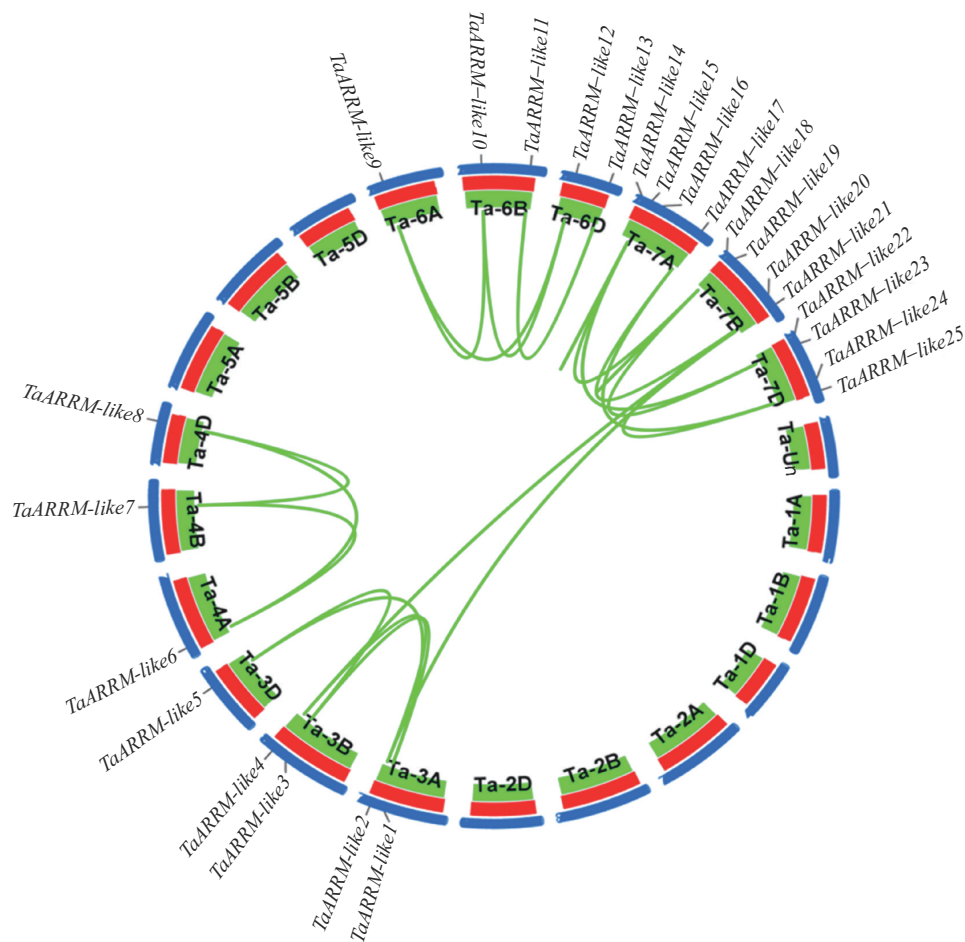 TaARRM-like9
TaARRM–like10
TaARRM–like11
TaARRM–like12
TaARRM–like13
TaARRM–like14
TaARRM–like15
TaARRM–like16
TaARRM–like17
TaARRM–like18
TaARRM–like19
TaARRM–like20
TaARRM–like21
TaARRM–like22
TaARRM–like23
TaARRM–like24
TaARRM–like25
TaARRM-like8
TaARRM-like7
TaARRM-like6
TaARRM-like5
TaARRM-like4
TaARRM-like3
TaARRM-like2
TaARRM-like1
Ta-6A
Ta-6B
Ta-6D
Ta-7A
Ta-7B
Ta-7D
Ta-Un
Ta-1A
Ta-1B
Ta-1D
Ta-2A
Ta-2B
Ta-2D
Ta-3A
Ta-3B
Ta-3D
Ta-4A
Ta-4B
Ta-4D
Ta-5A
Ta-5B
Ta-5D